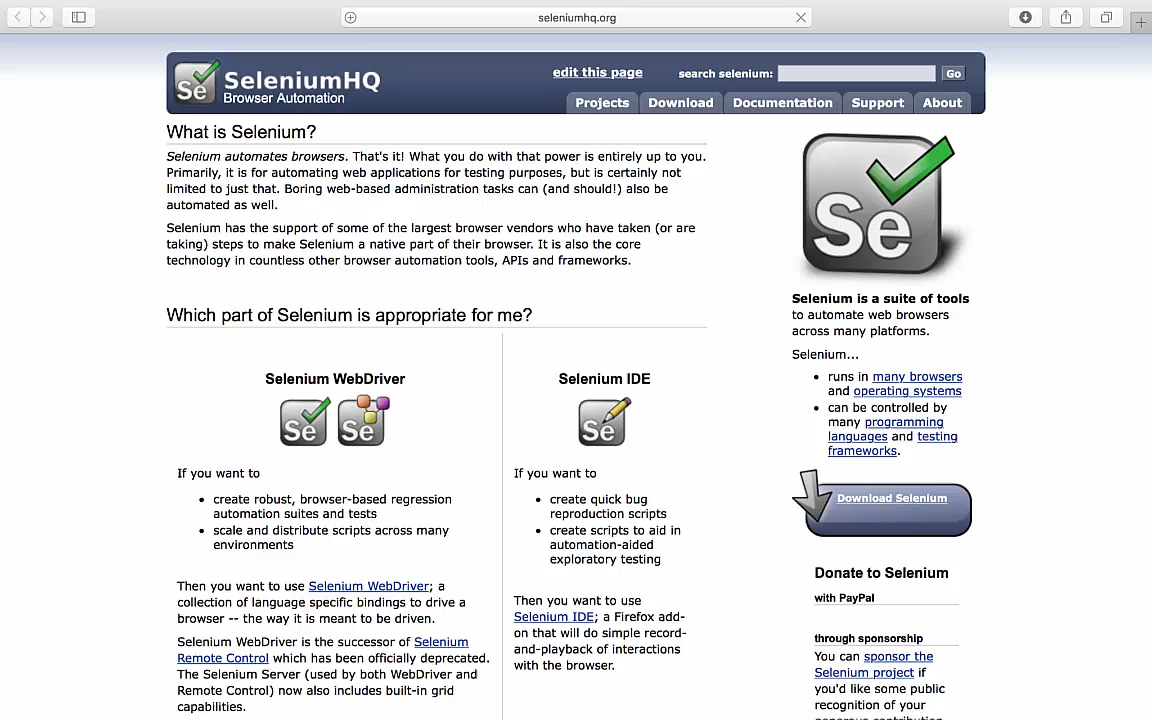 seleniumhq.org
Se
SeleniumHQ
Browser Automation
edit this page
search selenium:
Go
Projects
Download
Documentation
Support
About
What is Selenium?
Selenium automates browsers. That's it! What you do with that power is entirely up to you.
Primarily, it is for automating web applications for testing purposes, but is certainly not
limited to just that. Boring web-based administration tasks can (and should!) also be
automated as well.
Selenium has the support of some of the largest browser vendors who have taken (or are
taking) steps to make Selenium a native part of their browser. It is also the core
technology in countless other browser automation tools, APIs and frameworks.
Which part of Selenium is appropriate for me?
Selenium WebDriver
Se
Se
If you want to
create robust, browser-based regression
automation suites and tests
scale and distribute scripts across many
environments
Then you want to use Selenium WebDriver; a
collection of language specific bindings to drive a
browser -- the way it is meant to be driven.
Selenium WebDriver is the successor of Selenium
Remote Control which has been officially deprecated.
The Selenium Server (used by both WebDriver and
Remote Control) now also includes built-in grid
capabilities.
Selenium IDE
Se
If you want to
create quick bug
reproduction scripts
create scripts to aid in
automation-aided
exploratory testing
Then you want to use
Selenium IDE; a Firefox add-
on that will do simple record-
and-playback of interactions
with the browser.
Se
Selenium is a suite of tools
to automate web browsers
across many platforms.
Selenium...
runs in many browsers
and operating systems
can be controlled by
many programming
languages and testing
frameworks.
Download Selenium
Donate to Selenium
with PayPal
through sponsorship
You can sponsor the
Selenium project if
you'd like some public
recognition of your
generous contribution.